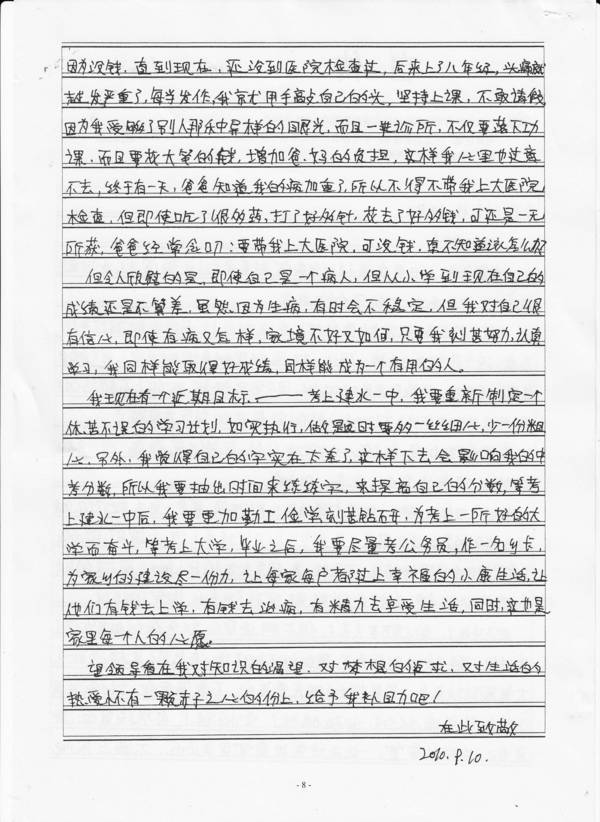 因为没钱，直到现在，还没到医院检查过，后来上了八年级，头痛就
越发严重了，每当发作，我就用手敲点自己的头，坚持上课，不敢请假
因为我受够了别人那种异样的目光，而且一进诊所，不仅要落下功
课，而且要花大笔的钱，增加爸、妈的负担，这样我心里也过意
不去，终于有一天，爸爸知道我的病加重了，所以不得不带我上大医院
检查，但即使吃了很多药，打了好多针，花去了好多钱，可还是一无
所获，爸爸经常念叨：要带我上大医院，可没钱，真不知道该怎么办
但令人欣慰的是，即使自己是一个病人，但从小学到现在自己的
成绩还是不算差，虽然，因为生病，有时会不稳定，但我对自己很
有信心，即使有病又怎样，家境不好又如何，只要我刻苦努力，认真
学习，我同样能取得好成绩，同样能成为一个有用的人。
我现在有一个近期目标——考上建水一中，我要重新制定一个
休苦不误的学习计划，如实执行，做题时要多一丝细心，少一份粗
心，另外，我觉得自己的字实在太差了，这样下去会影响我的中
考分数，所以我要抽出时间来练练字，来提高自己的分数，等考
上建水一中后，我要更加勤工俭学刻苦钻研，为考上一所好的大
学而奋斗，等考上大学，毕业之后，我要尽量考公务员，作一名乡长，
为家乡的建设尽一份力，让每家每户都过上幸福的小康生活，让
他们有钱去上学，有钱去治病，有精力去享受生活，同时，这也是
家里每个人的心愿。
望领导看在我对知识的渴望，对梦想的追求，对生活的
热爱怀有一颗赤子之心的份上，给予我鼓励吧！
在此致敬
2010.9.10.
- 8 -